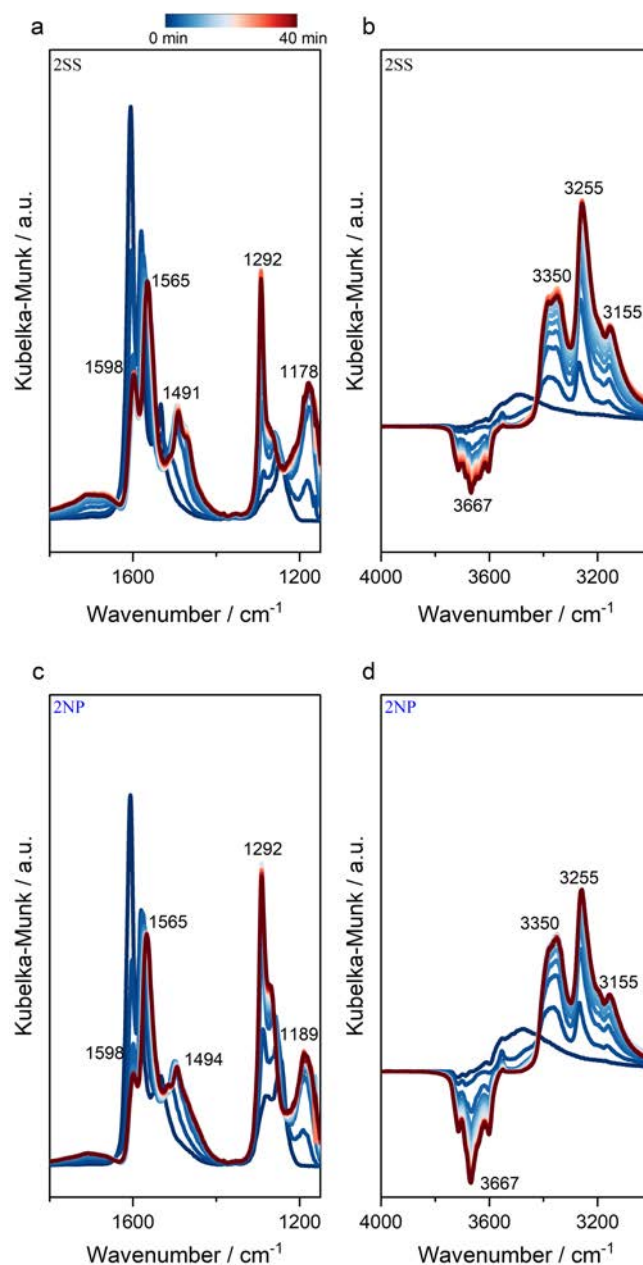 a
0 min
40 min
b
2SS
2SS
1598
1565
1491
1292
1178
3667
3350
3255
3155
Kubelka-Munk / a.u.
Kubelka-Munk / a.u.
1600
1200
4000
3600
3200
Wavenumber / cm⁻¹
Wavenumber / cm⁻¹
c
d
2NP
2NP
1598
1565
1494
1292
1189
3667
3350
3255
3155
Kubelka-Munk / a.u.
Kubelka-Munk / a.u.
1600
1200
4000
3600
3200
Wavenumber / cm⁻¹
Wavenumber / cm⁻¹